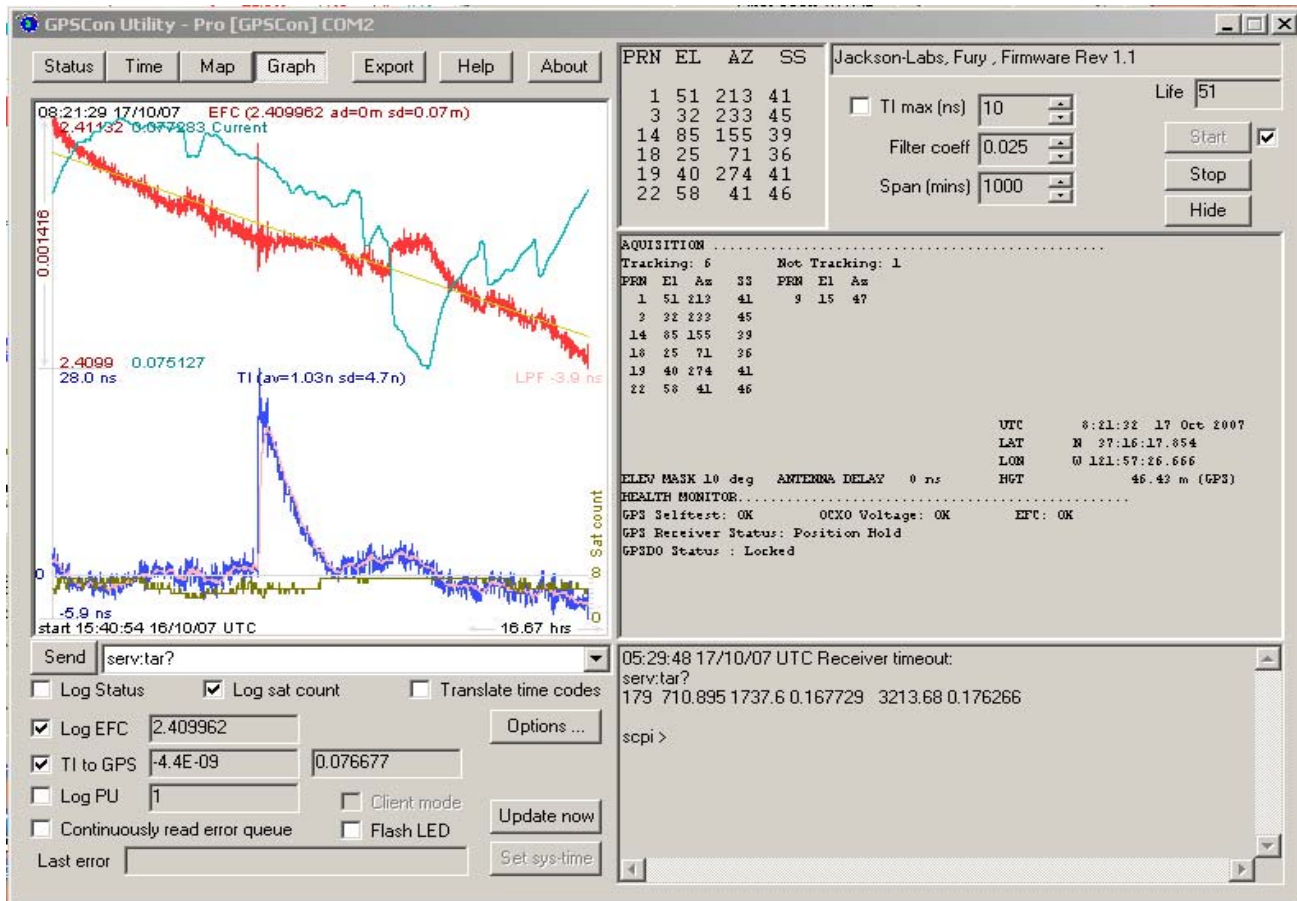 GPSCon Utility - Pro [GPSCon] COM2
Status Time Map Graph Export Help About
08:21:29 17/10/07 EFC (2.409962 ad=0m sd=0.07m)
2.41132 0.077283 Current
0.001416
2.4099 0.075127
28.0 ns TI (av=1.03n sd=4.7n) LPF -3.9 ns
0
8 Sat count
0
-5.9 ns
start 15:40:54 16/10/07 UTC 16.67 hrs
PRN EL AZ SS
1 51 213 41
3 32 233 45
14 85 155 39
18 25 71 36
19 40 274 41
22 58 41 46
Jackson-Labs, Fury , Firmware Rev 1.1
TI max (ns) 10
Filter coeff 0.025
Span (mins) 1000
Life 51
Start
Stop
Hide
AQUISITION............................................................
Tracking: 6 Not Tracking: 1
PRN El Az SS PRN El Az
1 51 213 41 9 15 47
3 32 233 45
14 85 155 39
18 25 71 36
19 40 274 41
22 58 41 46
UTC 8:21:32 17 Oct 2007
LAT N 37:16:17.854
LON W 121:57:26.666
ELEV MASK 10 deg ANTENNA DELAY 0 ns HGT 46.43 m (GPS)
HEALTH MONITOR............................................................
GPS Selftest: OK OCXO Voltage: OK EFC: OK
GPS Receiver Status: Position Hold
GPSDO Status : Locked
Send serv:tar?
Log Status Log sat count Translate time codes
Log EFC 2.409962 Options ...
TI to GPS -4.4E-09 0.076677
Log PU 1 Client mode
Update now
Continuously read error queue Flash LED
Last error Set sys-time
05:29:48 17/10/07 UTC Receiver timeout:
serv:tar?
179 710.895 1737.6 0.167729 3213.68 0.176266
scpi >